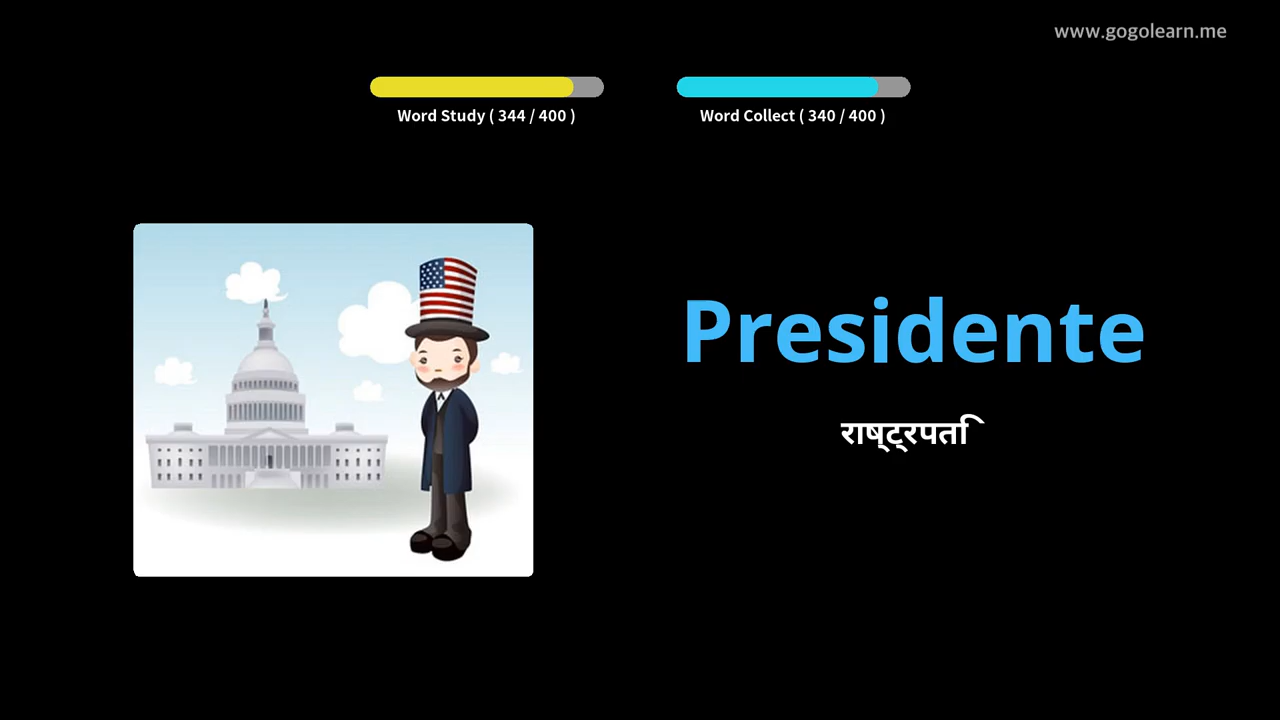 www.gogolearn.me
Word Study ( 344 / 400 )
Word Collect ( 340 / 400 )
Presidente
राष्ट्रपति